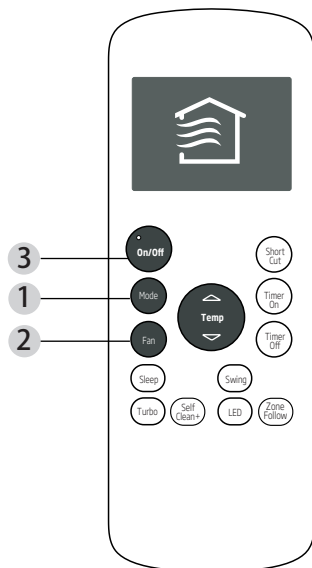 3
On/Off
Short
Cut
1
Mode
Temp
Timer
On
2
Fan
Timer
Off
Sleep
Swing
Turbo
Self
Clean+
LED
Zone
Follow